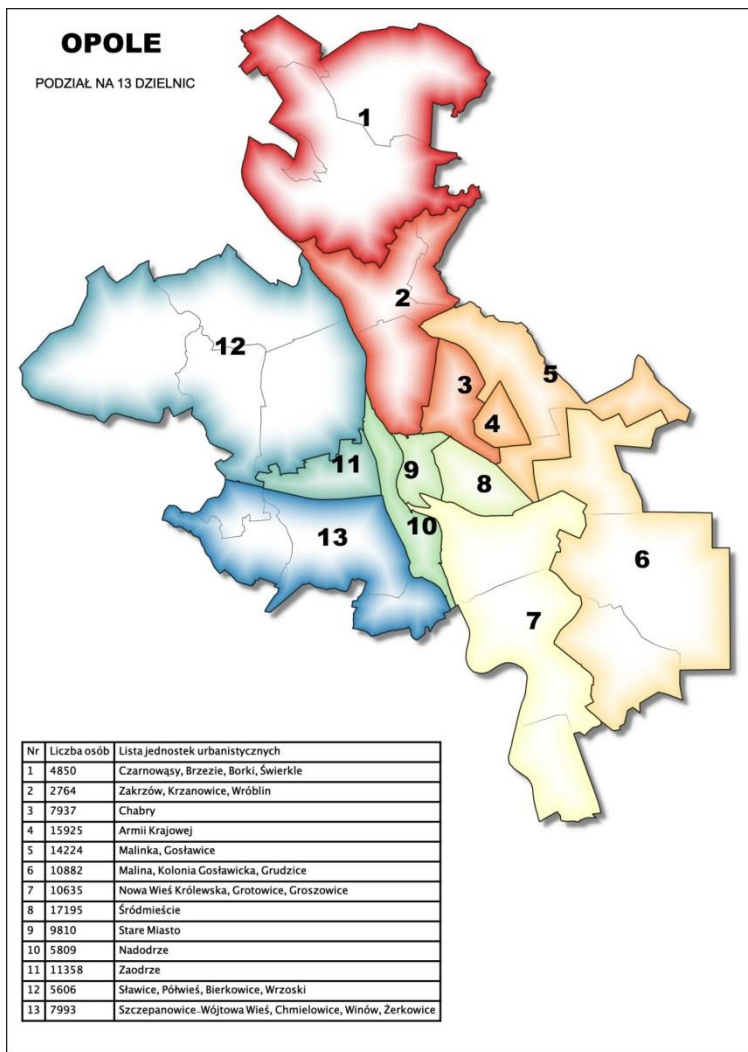 OPOLE
PODZIAŁ NA 13 DZIELNIC
1
2
3
5
12
4
11
9
8
10
13
6
7
Nr Liczba osób Lista jednostek urbanistycznych
1 4850 Czarnowąsy, Brzezie, Borki, Świerkle
2 2764 Zakrzów, Krzanowice, Wróblin
3 7937 Chabry
4 15925 Armii Krajowej
5 14224 Malinka, Gosławice
6 10882 Malina, Kolonia Gosławicka, Grudzice
7 10635 Nowa Wieś Królewska, Grotowice, Groszowice
8 17195 Śródmieście
9 9810 Stare Miasto
10 5809 Nadodrze
11 11358 Zaodrze
12 5606 Sławice, Półwieś, Bierkowice, Wrzoski
13 7993 Szczepanowice-Wójtowa Wieś, Chmielowice, Winów, Żerkowice